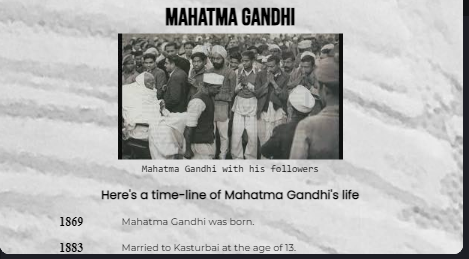 MAHATMA GANDHI
Mahatma Gandhi with his followers
Here's a time-line of Mahatma Gandhi's life
1869 Mahatma Gandhi was born.
1883 Married to Kasturbai at the age of 13.